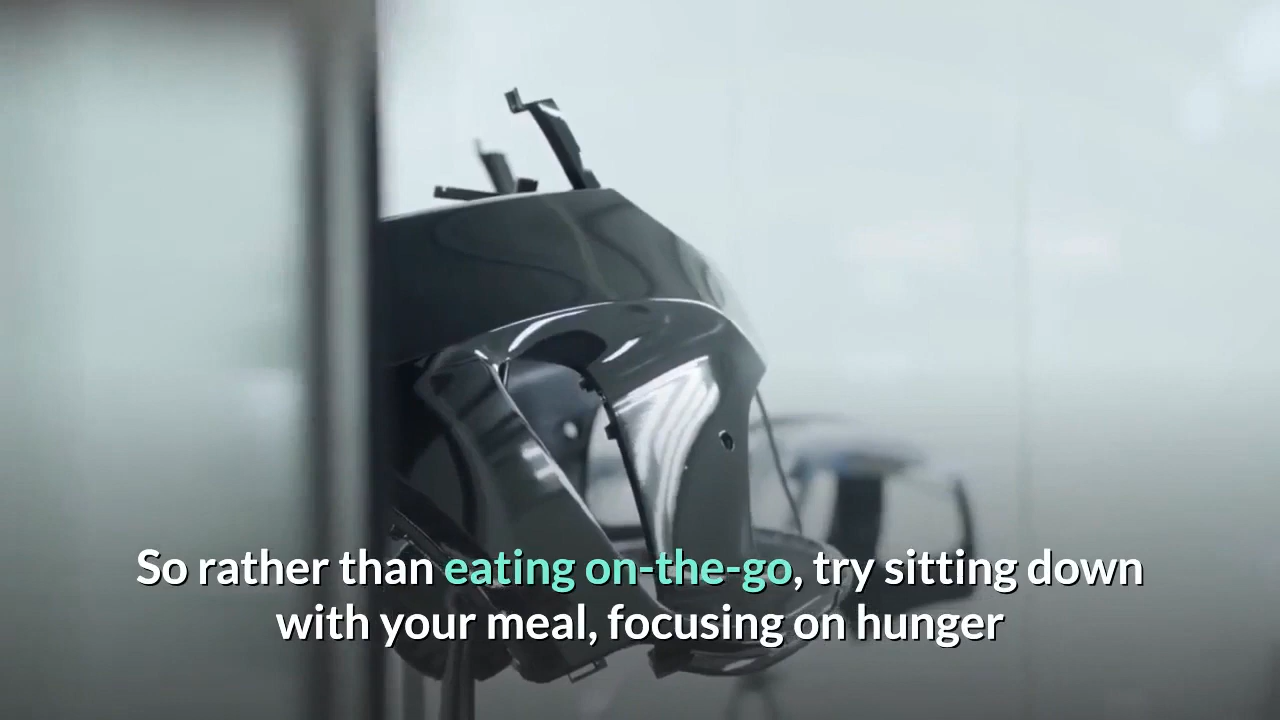 So rather than eating on-the-go, try sitting down
with your meal, focusing on hunger